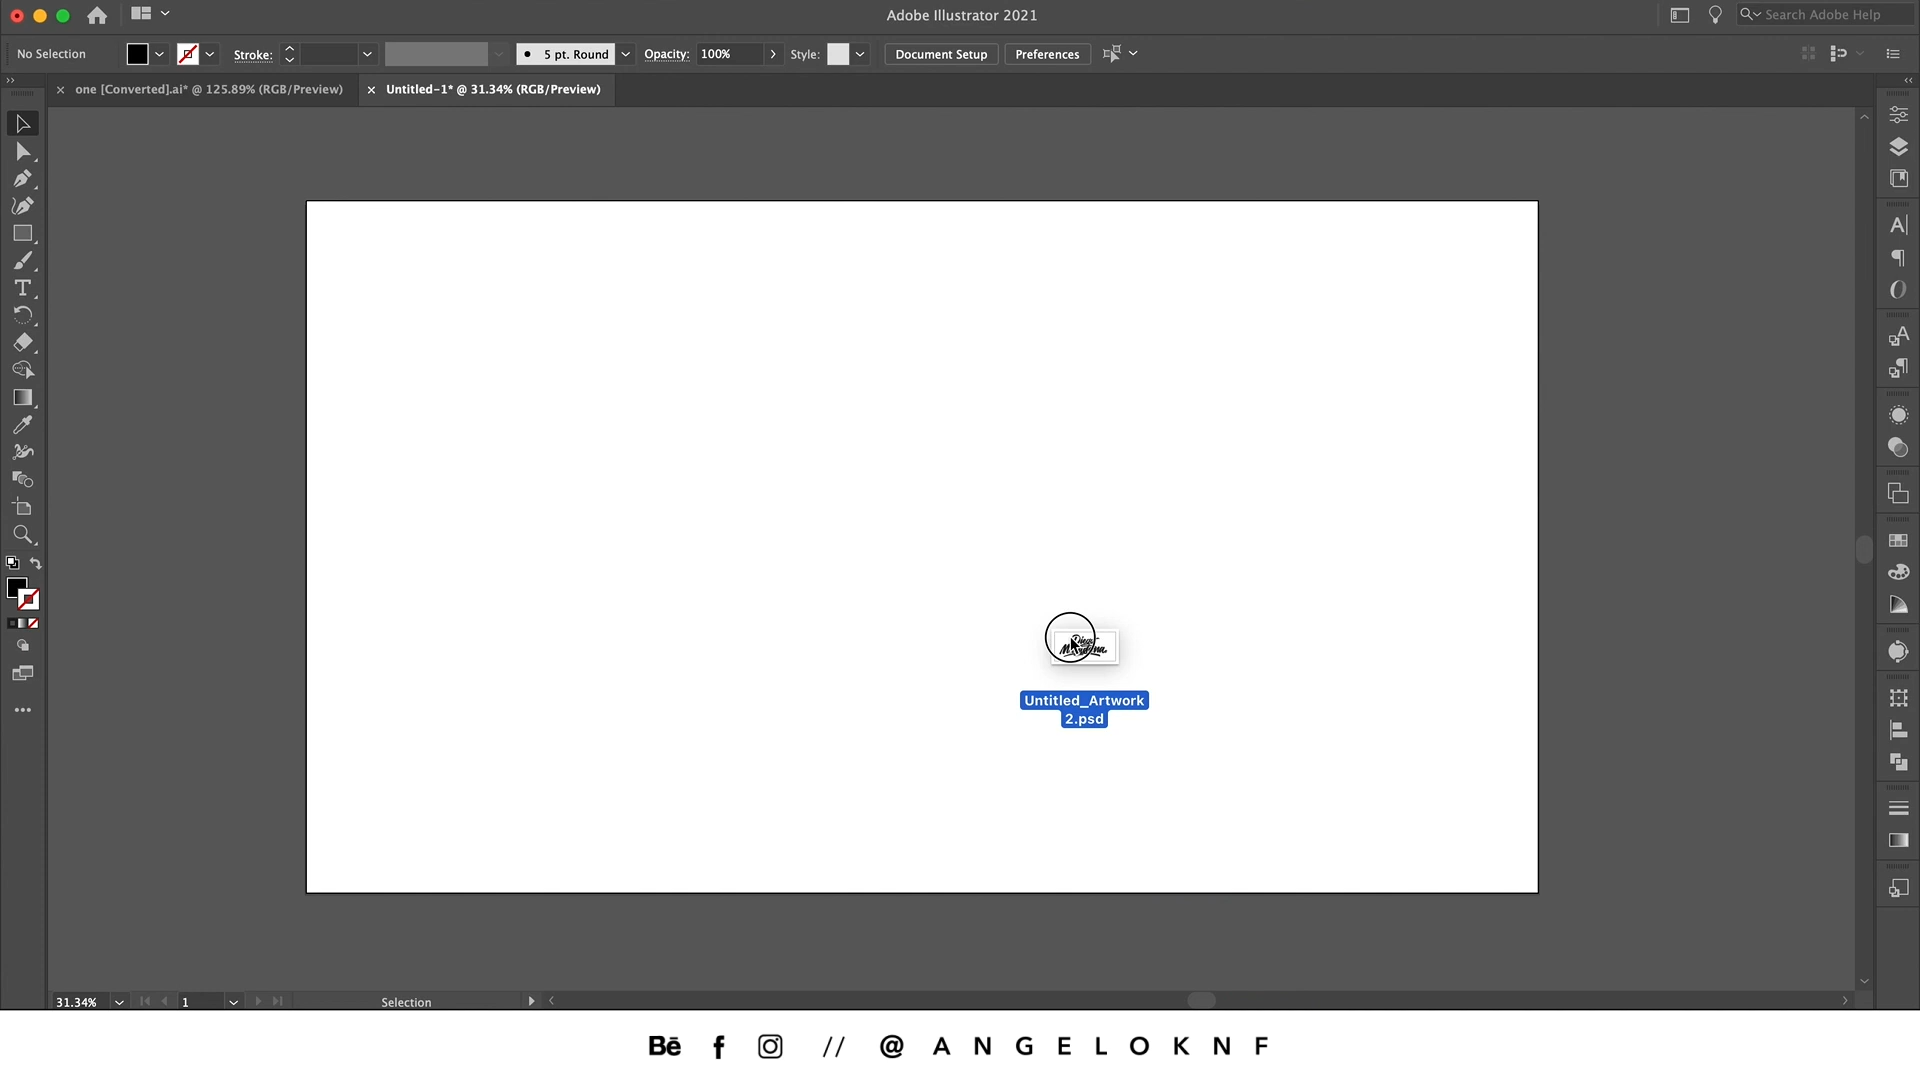 Adobe Illustrator 2021
Search Adobe Help
No Selection
Stroke:
5 pt. Round
Opacity: 100%
Style:
Document Setup
Preferences
one [Converted].ai* @ 125.89% (RGB/Preview)
Untitled-1* @ 31.34% (RGB/Preview)
Untitled_Artwork
2.psd
31.34%
1
Selection
Bē f // @ANGELOKNF